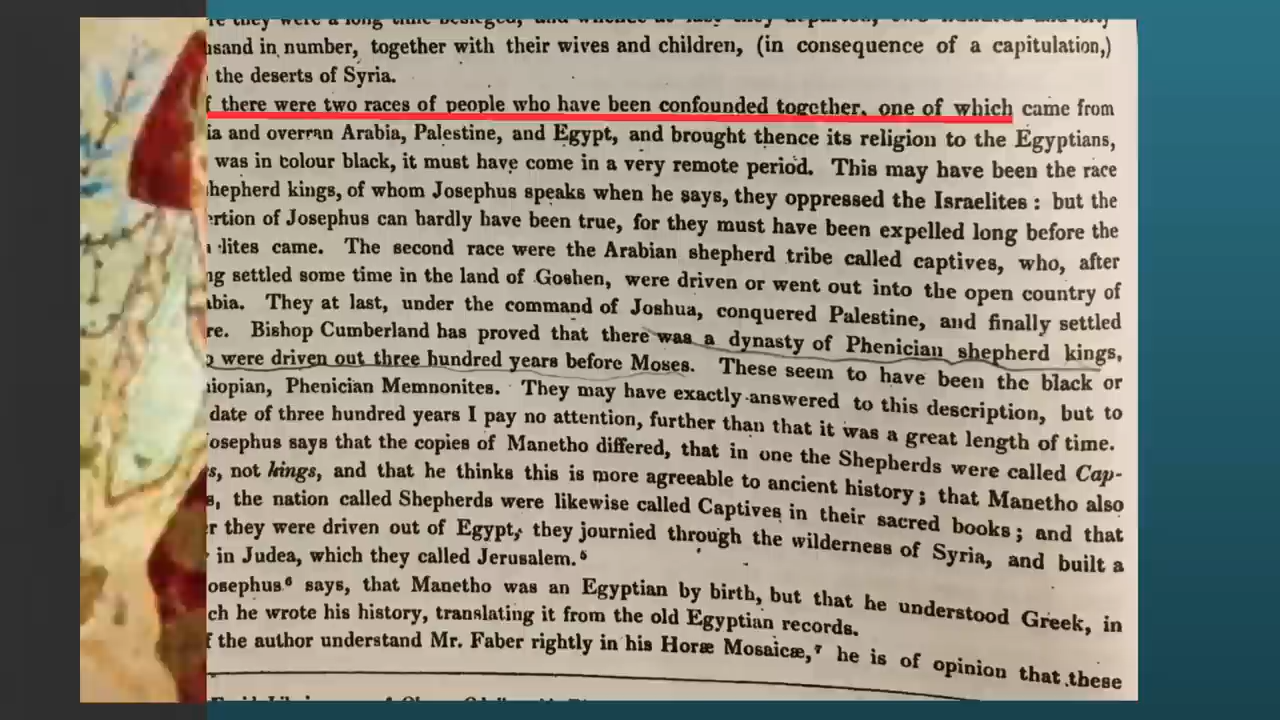 sand in number, together with their wives and children, (in consequence of a capitulation,)
the deserts of Syria.
there were two races of people who have been confounded together, one of which came from
ia and overran Arabia, Palestine, and Egypt, and brought thence its religion to the Egyptians,
was in colour black, it must have come in a very remote period. This may have been the race
hepherd kings, of whom Josephus speaks when he says, they oppressed the Israelites : but the
ertion of Josephus can hardly have been true, for they must have been expelled long before the
lites came. The second race were the Arabian shepherd tribe called captives, who, after
ng settled some time in the land of Goshen, were driven or went out into the open country of
bia. They at last, under the command of Joshua, conquered Palestine, and finally settled
re. Bishop Cumberland has proved that there was a dynasty of Phenician shepherd kings,
were driven out three hundred years before Moses. These seem to have been the black or
hiopian, Phenician Memnonites. They may have exactly answered to this description, but to
date of three hundred years I pay no attention, further than that it was a great length of time.
osephus says that the copies of Manetho differed, that in one the Shepherds were called Cap-
s, not kings, and that he thinks this is more agreeable to ancient history ; that Manetho also
s, the nation called Shepherds were likewise called Captives in their sacred books ; and that
r they were driven out of Egypt, they journied through the wilderness of Syria, and built a
in Judea, which they called Jerusalem.⁵
osephus⁶ says, that Manetho was an Egyptian by birth, but that he understood Greek, in
ch he wrote his history, translating it from the old Egyptian records.
f the author understand Mr. Faber rightly in his Horæ Mosaicæ,⁷ he is of opinion that these